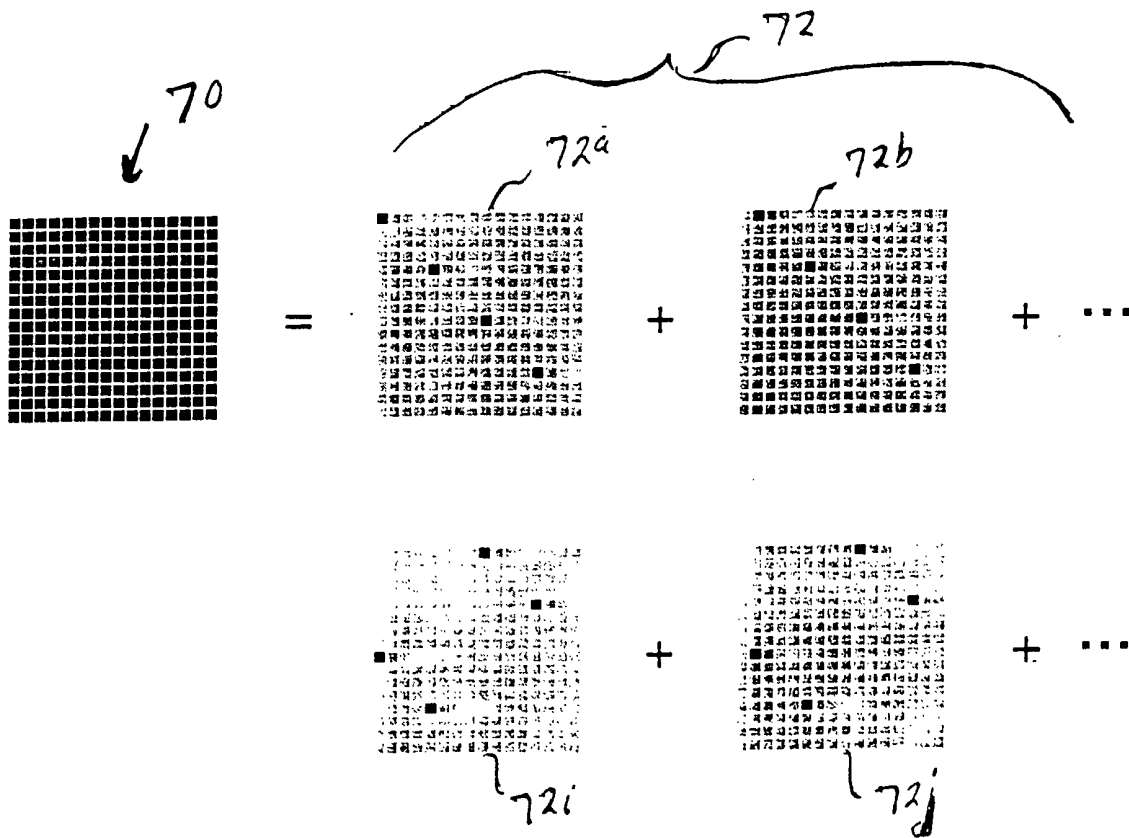 72
70
72a
72b
= + + ...
+ + ...
72i
72j